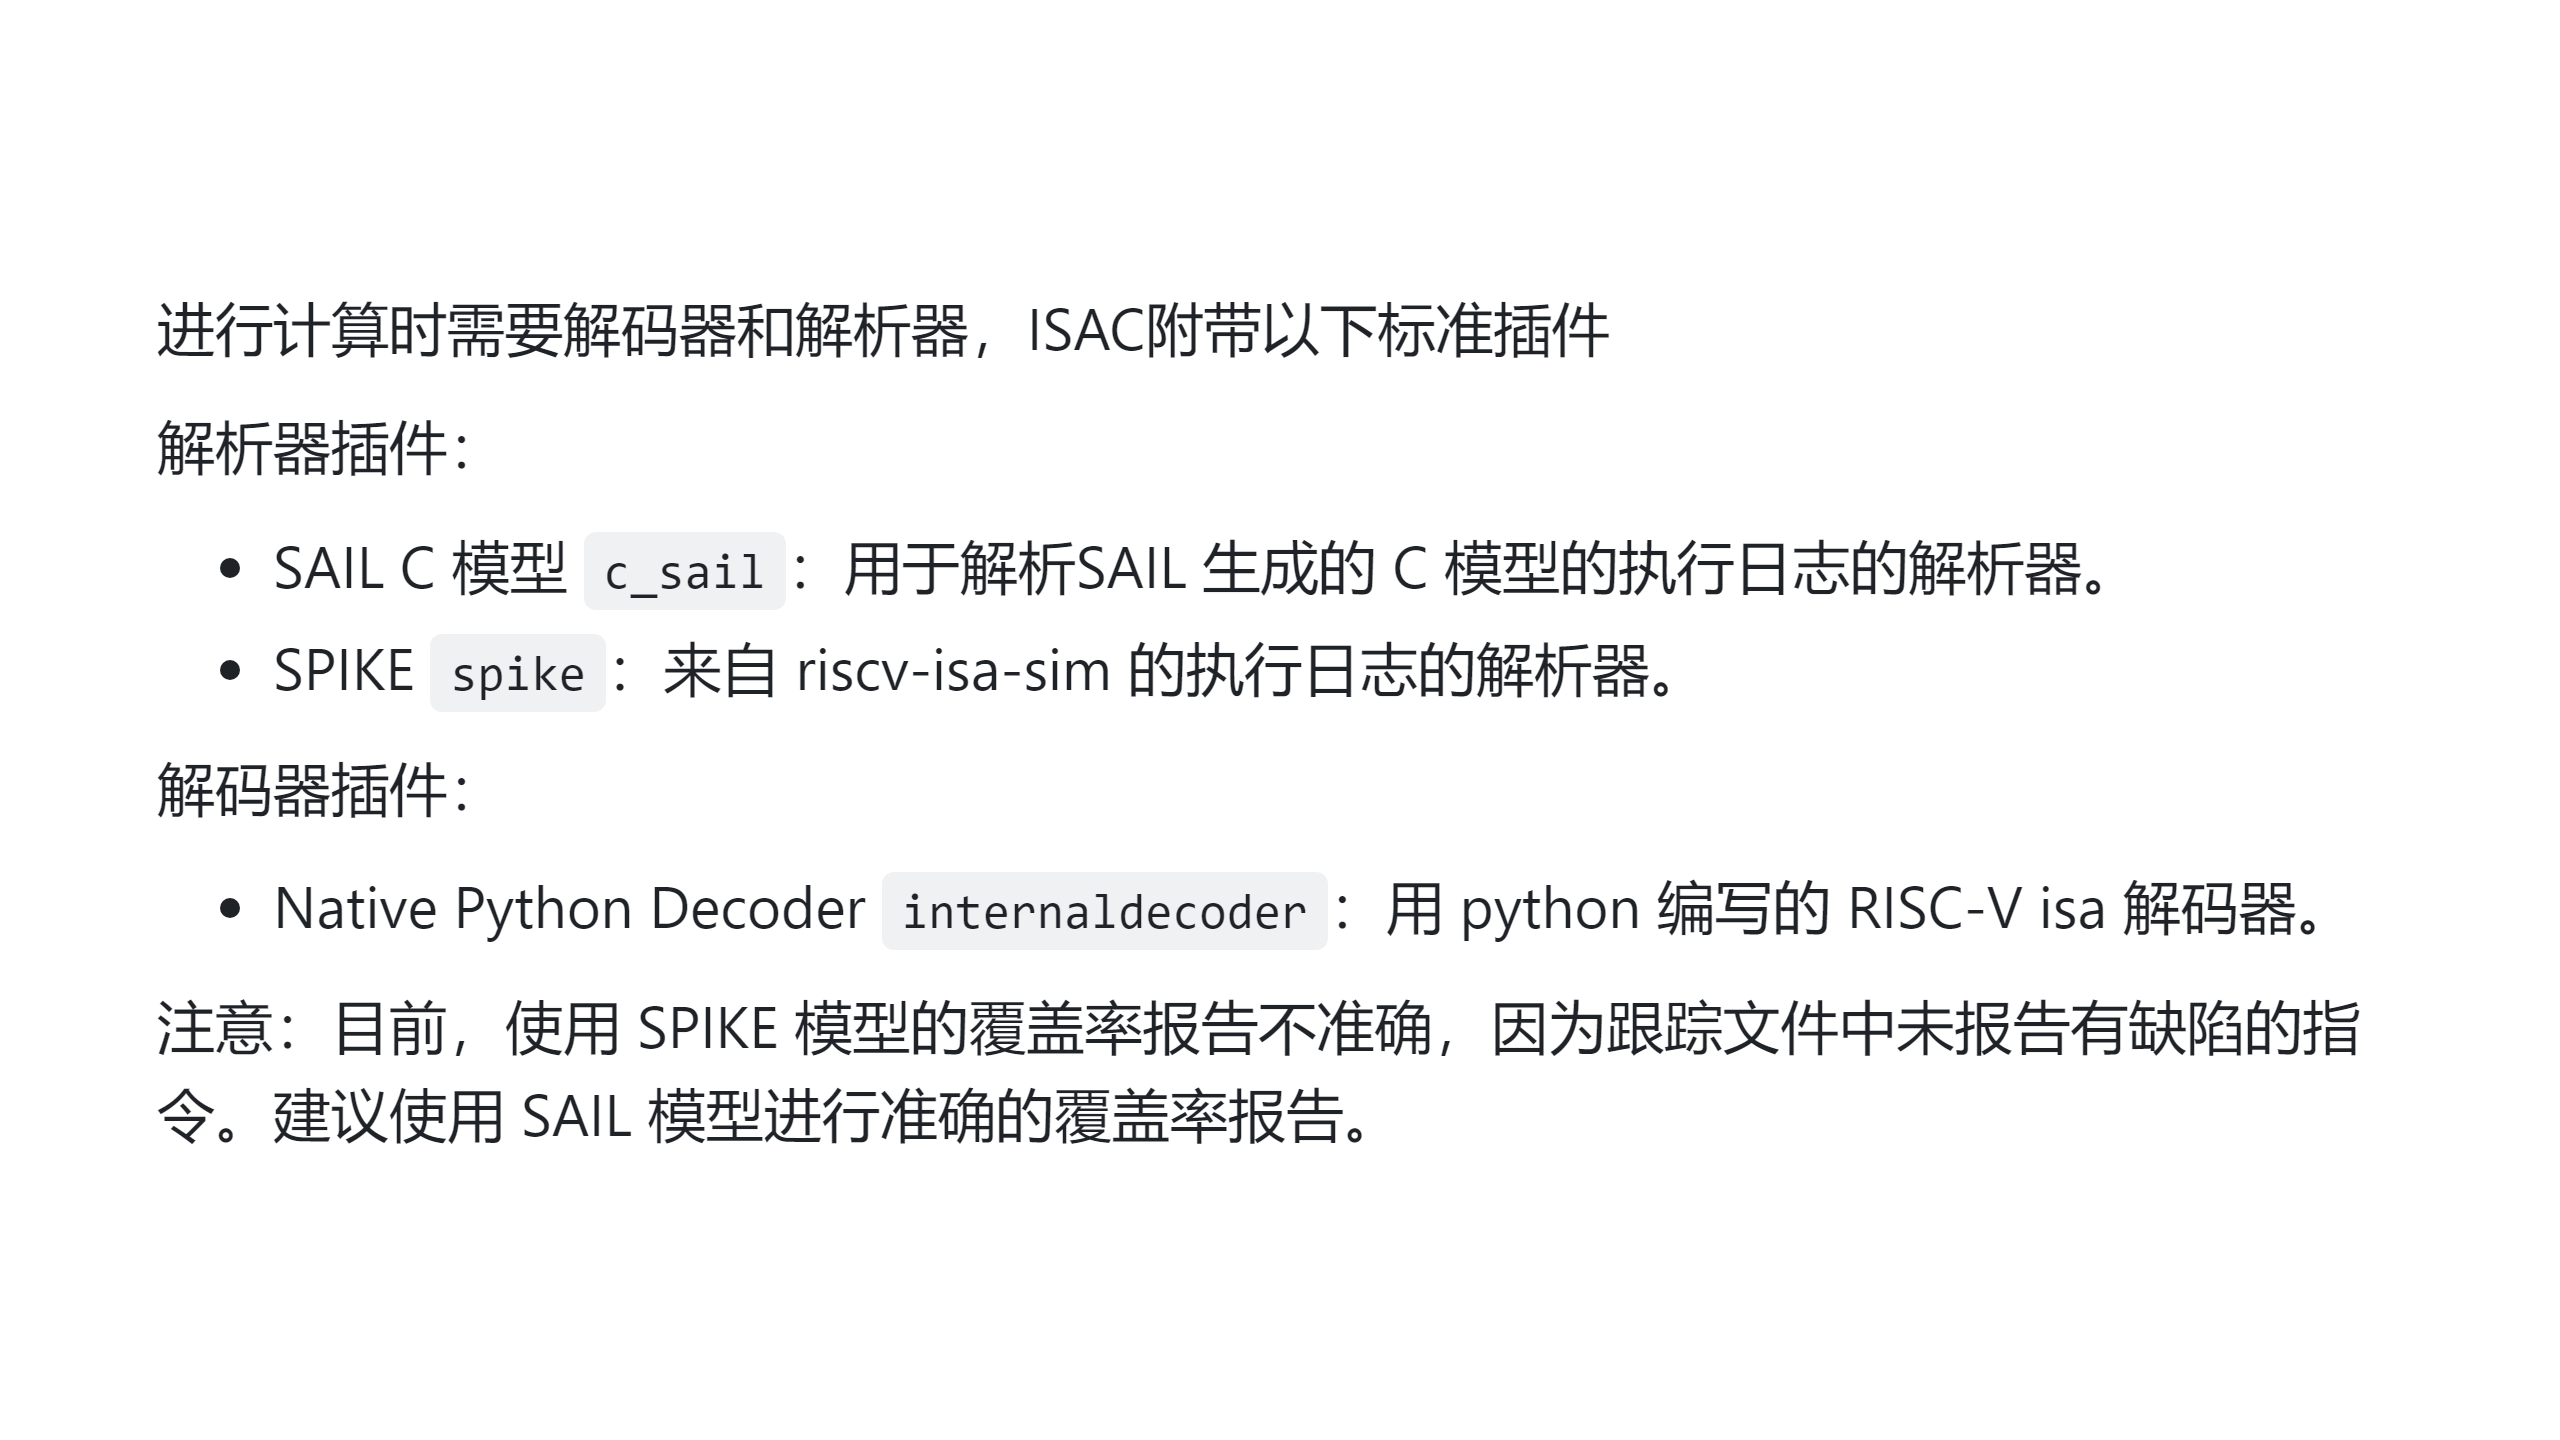 进行计算时需要解码器和解析器，ISAC附带以下标准插件
解析器插件：
• SAIL C 模型 c_sail：用于解析SAIL 生成的 C 模型的执行日志的解析器。
• SPIKE spike：来自 riscv-isa-sim 的执行日志的解析器。
解码器插件：
• Native Python Decoder internaldecoder：用 python 编写的 RISC-V isa 解码器。
注意：目前，使用 SPIKE 模型的覆盖率报告不准确，因为跟踪文件中未报告有缺陷的指
令。建议使用 SAIL 模型进行准确的覆盖率报告。